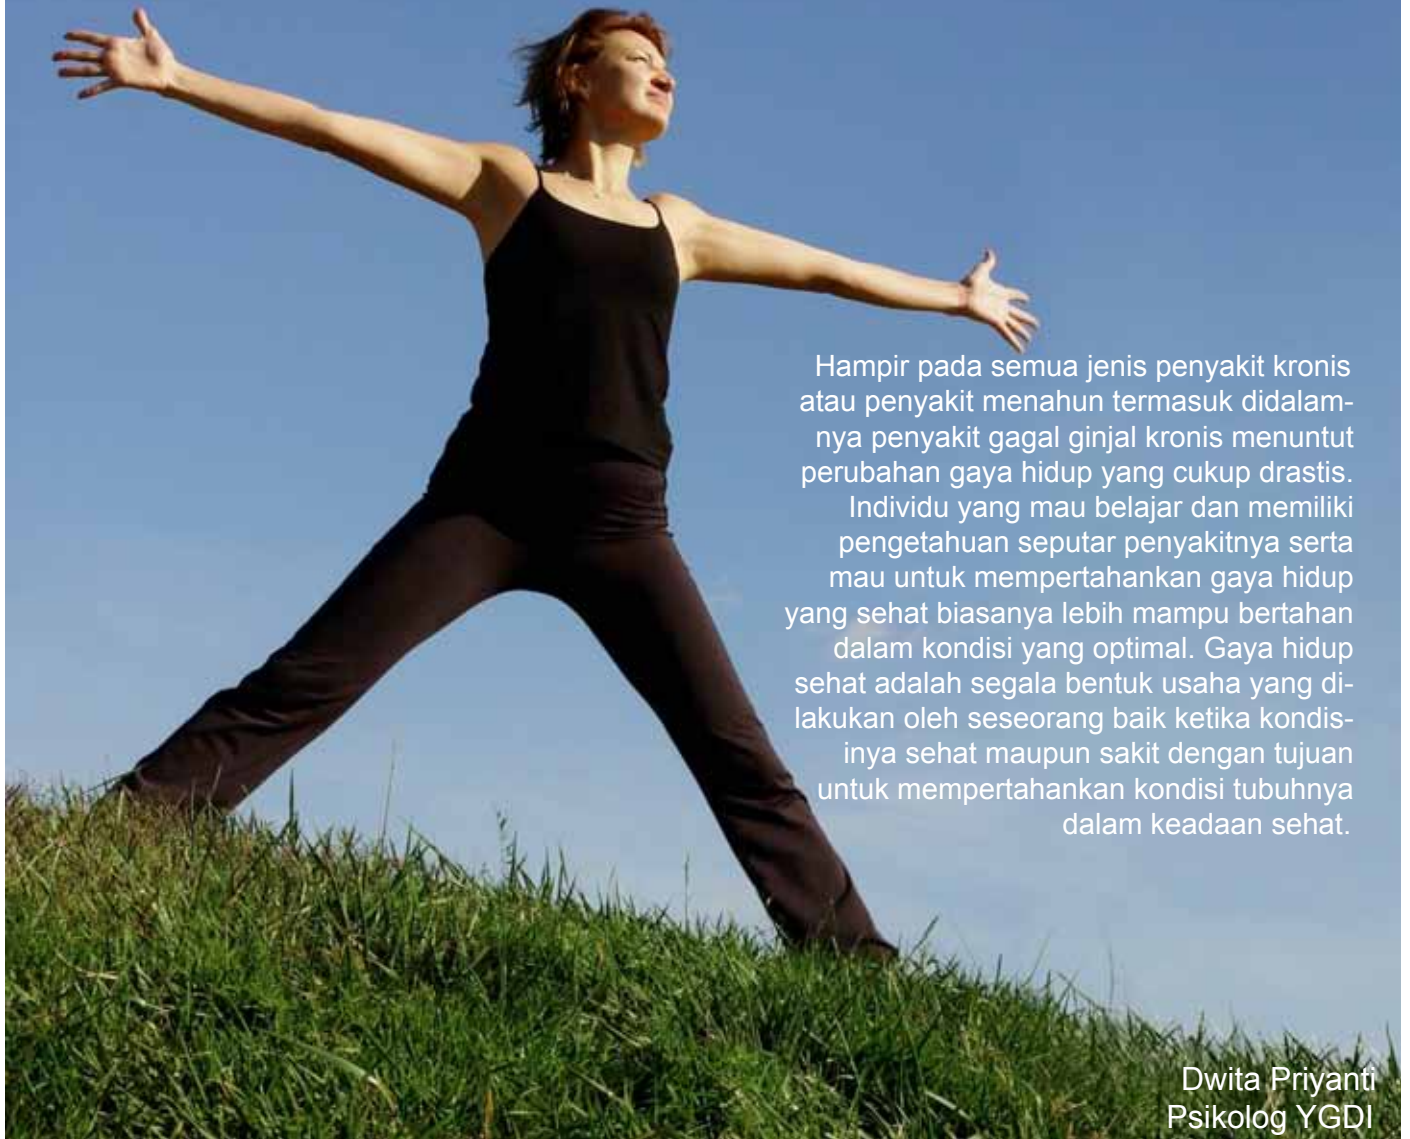 Hampir pada semua jenis penyakit kronis
atau penyakit menahun termasuk didalam-
nya penyakit gagal ginjal kronis menuntut
perubahan gaya hidup yang cukup drastis.
Individu yang mau belajar dan memiliki
pengetahuan seputar penyakitnya serta
mau untuk mempertahankan gaya hidup
yang sehat biasanya lebih mampu bertahan
dalam kondisi yang optimal. Gaya hidup
sehat adalah segala bentuk usaha yang di-
lakukan oleh seseorang baik ketika kondis-
inya sehat maupun sakit dengan tujuan
untuk mempertahankan kondisi tubuhnya
dalam keadaan sehat.
Dwita Priyanti
Psikolog YGDI